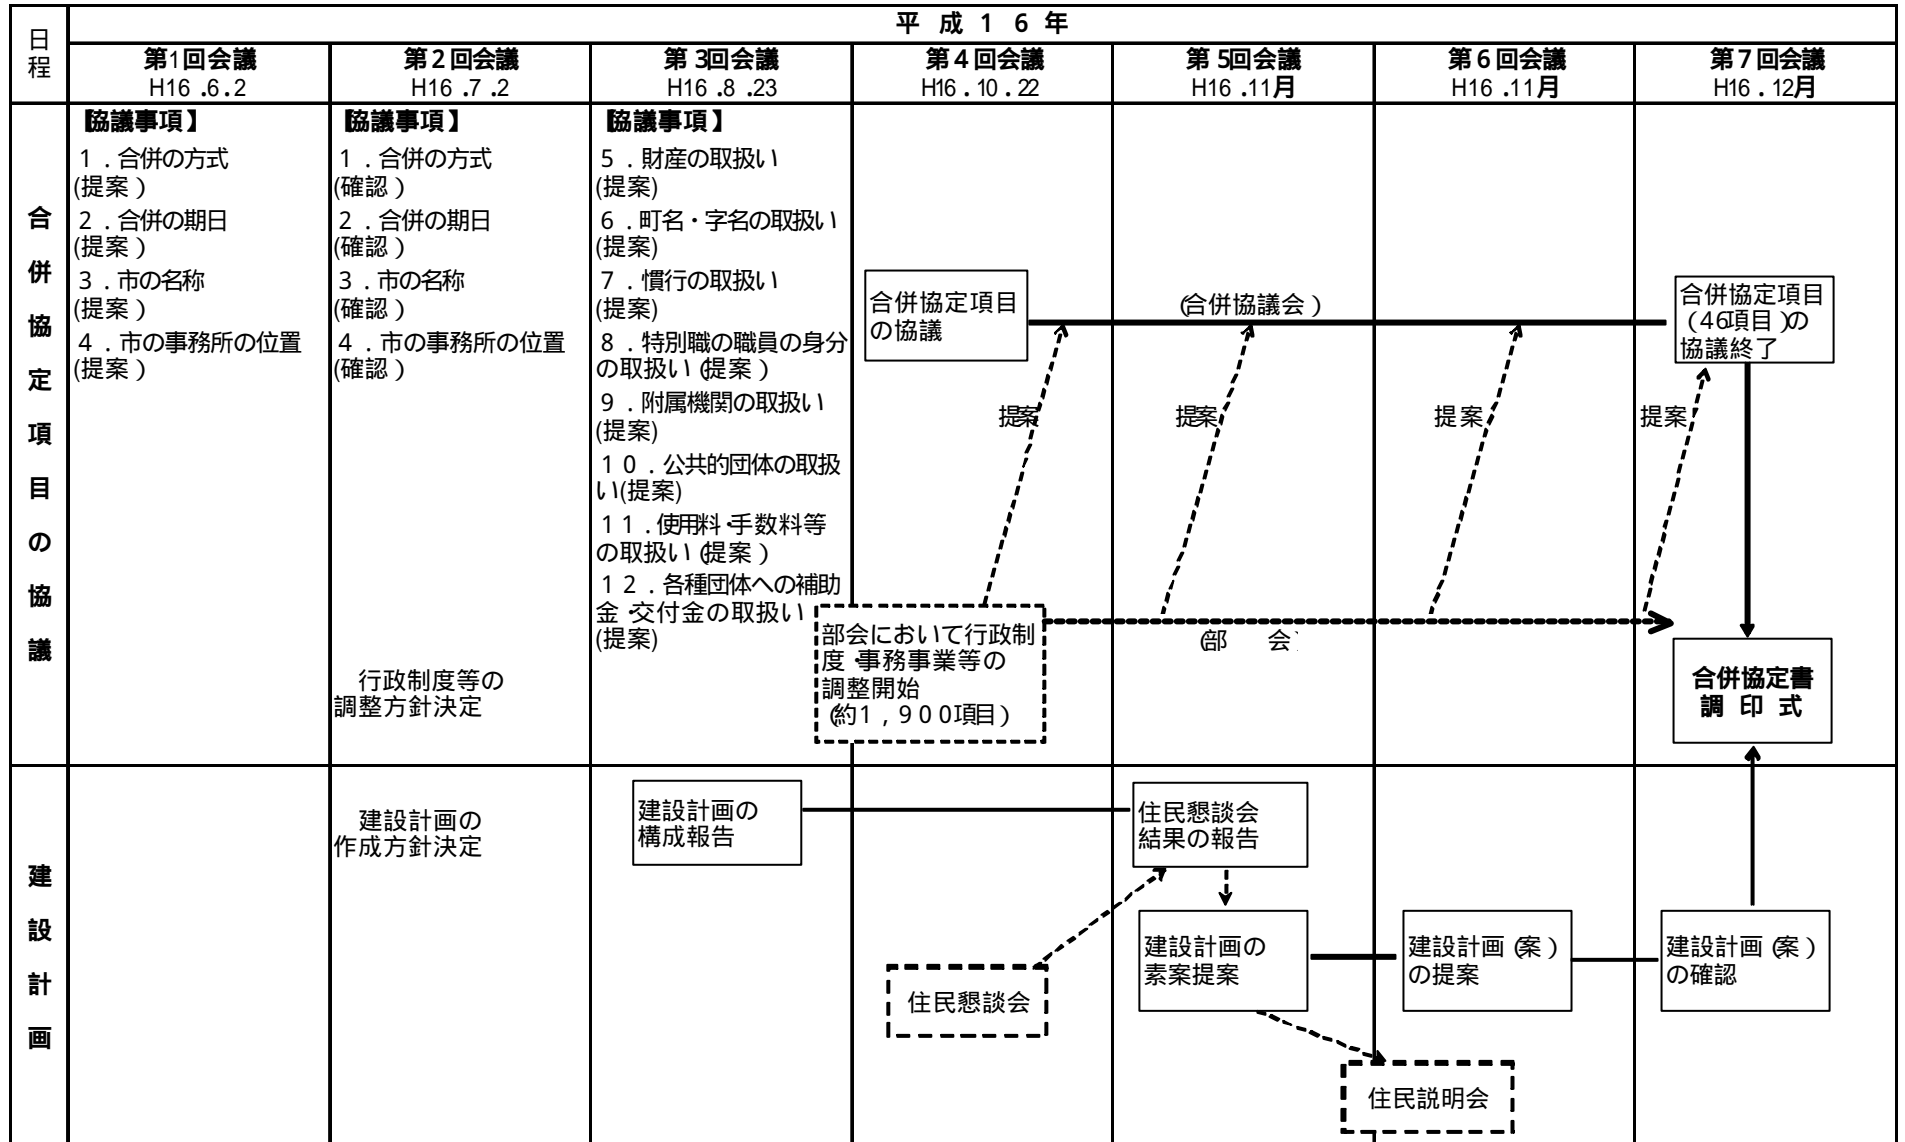 日程
平成16年
第1回会議
H16.6.2
第2回会議
H16.7.2
第3回会議
H16.8.23
第4回会議
H16.10.22
第5回会議
H16.11月
第6回会議
H16.11月
第7回会議
H16.12月
合併協定項目の協議
【協議事項】
1．合併の方式
(提案)
2．合併の期日
(提案)
3．市の名称
(提案)
4．市の事務所の位置
(提案)
【協議事項】
1．合併の方式
(確認)
2．合併の期日
(確認)
3．市の名称
(確認)
4．市の事務所の位置
(確認)
行政制度等の
調整方針決定
【協議事項】
5．財産の取扱い
(提案)
6．町名・字名の取扱い
(提案)
7．慣行の取扱い
(提案)
8．特別職の職員の身分
の取扱い(提案)
9．附属機関の取扱い
(提案)
10．公共的団体の取扱
い(提案)
11．使用料・手数料等
の取扱い(提案)
12．各種団体への補助
金・交付金の取扱い
(提案)
合併協定項目
の協議
(合併協議会)
合併協定項目
(46項目)の
協議終了
提案
提案
提案
提案
部会において行政制
度・事務事業等の
調整開始
(約1,900項目)
(部　会)
合併協定書
調印式
建設計画
建設計画の
作成方針決定
建設計画の
構成報告
住民懇談会
結果の報告
住民懇談会
建設計画の
素案提案
建設計画(案)
の提案
建設計画(案)
の確認
住民説明会